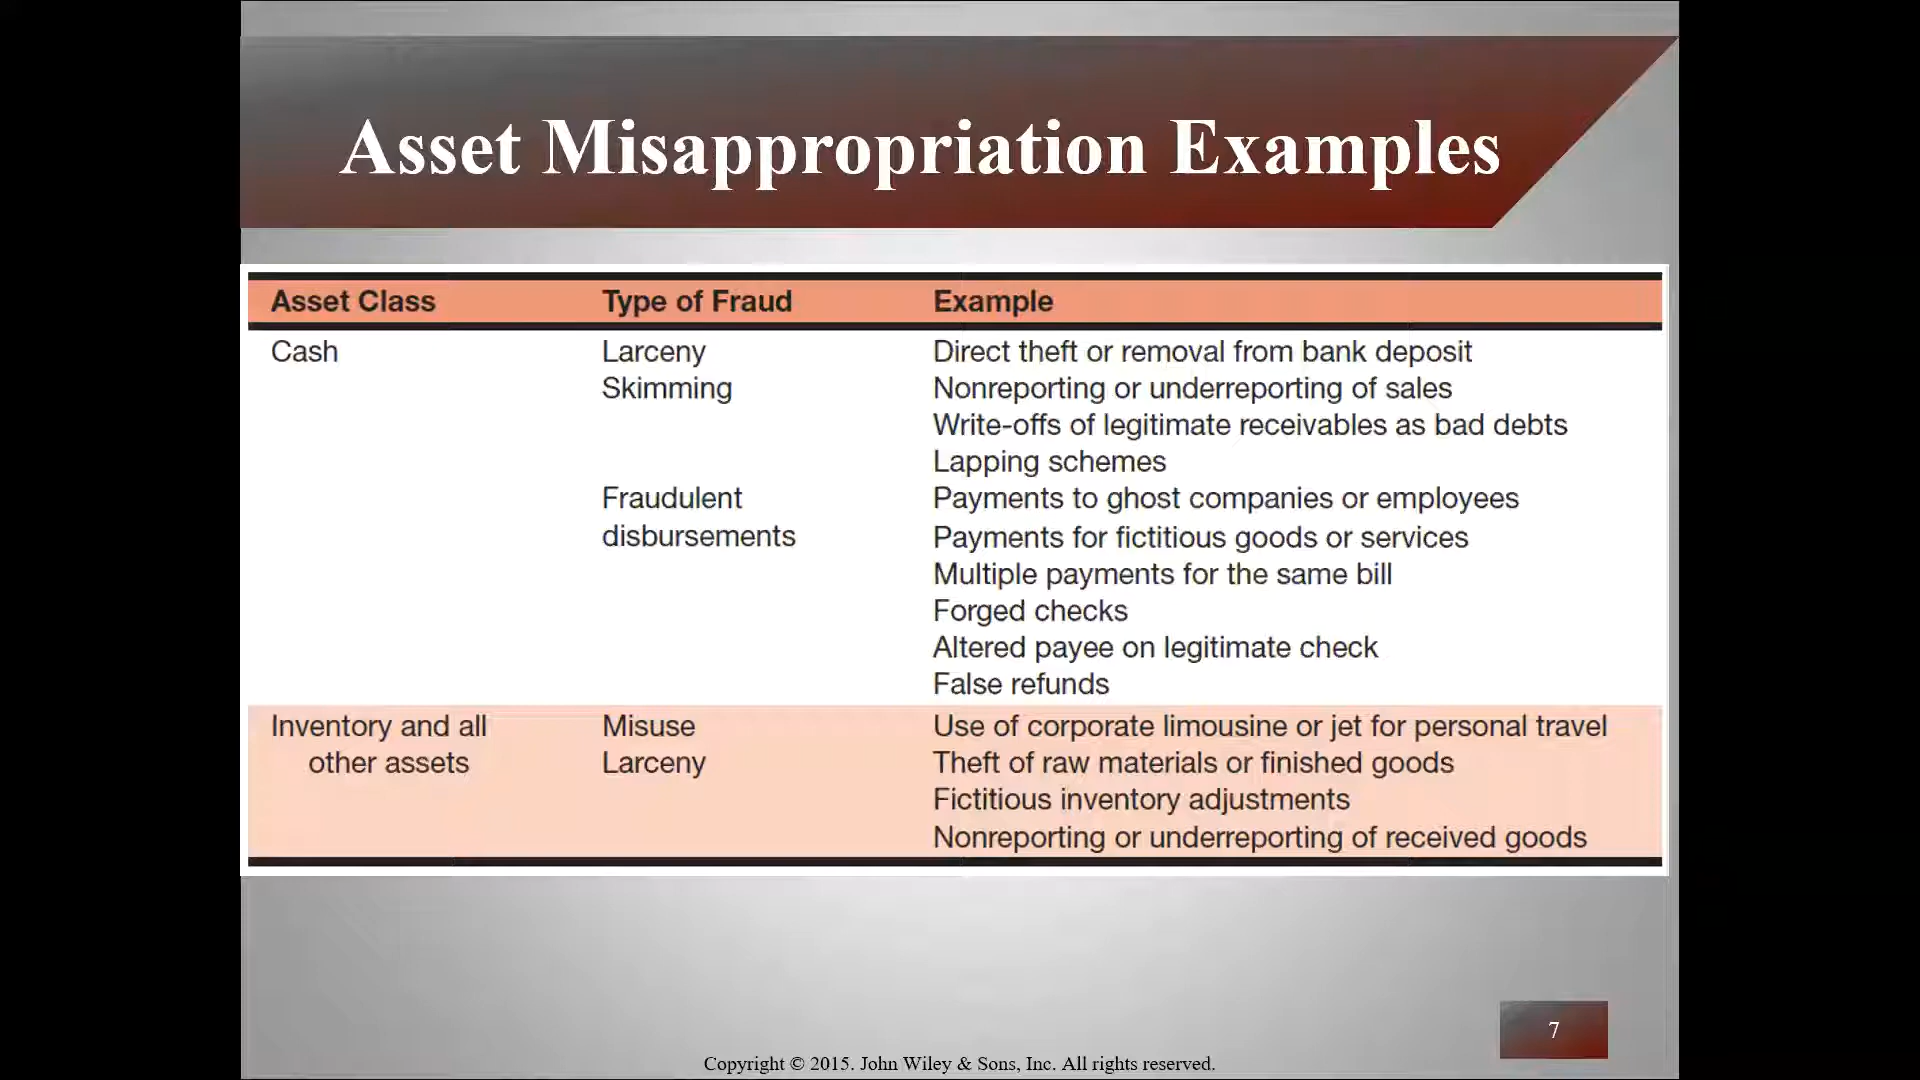 Asset Misappropriation Examples
Asset Class Type of Fraud Example
Cash Larceny Direct theft or removal from bank deposit
Skimming Nonreporting or underreporting of sales
Write-offs of legitimate receivables as bad debts
Lapping schemes
Fraudulent Payments to ghost companies or employees
disbursements Payments for fictitious goods or services
Multiple payments for the same bill
Forged checks
Altered payee on legitimate check
False refunds
Inventory and all Misuse Use of corporate limousine or jet for personal travel
other assets Larceny Theft of raw materials or finished goods
Fictitious inventory adjustments
Nonreporting or underreporting of received goods
7
Copyright © 2015. John Wiley & Sons, Inc. All rights reserved.